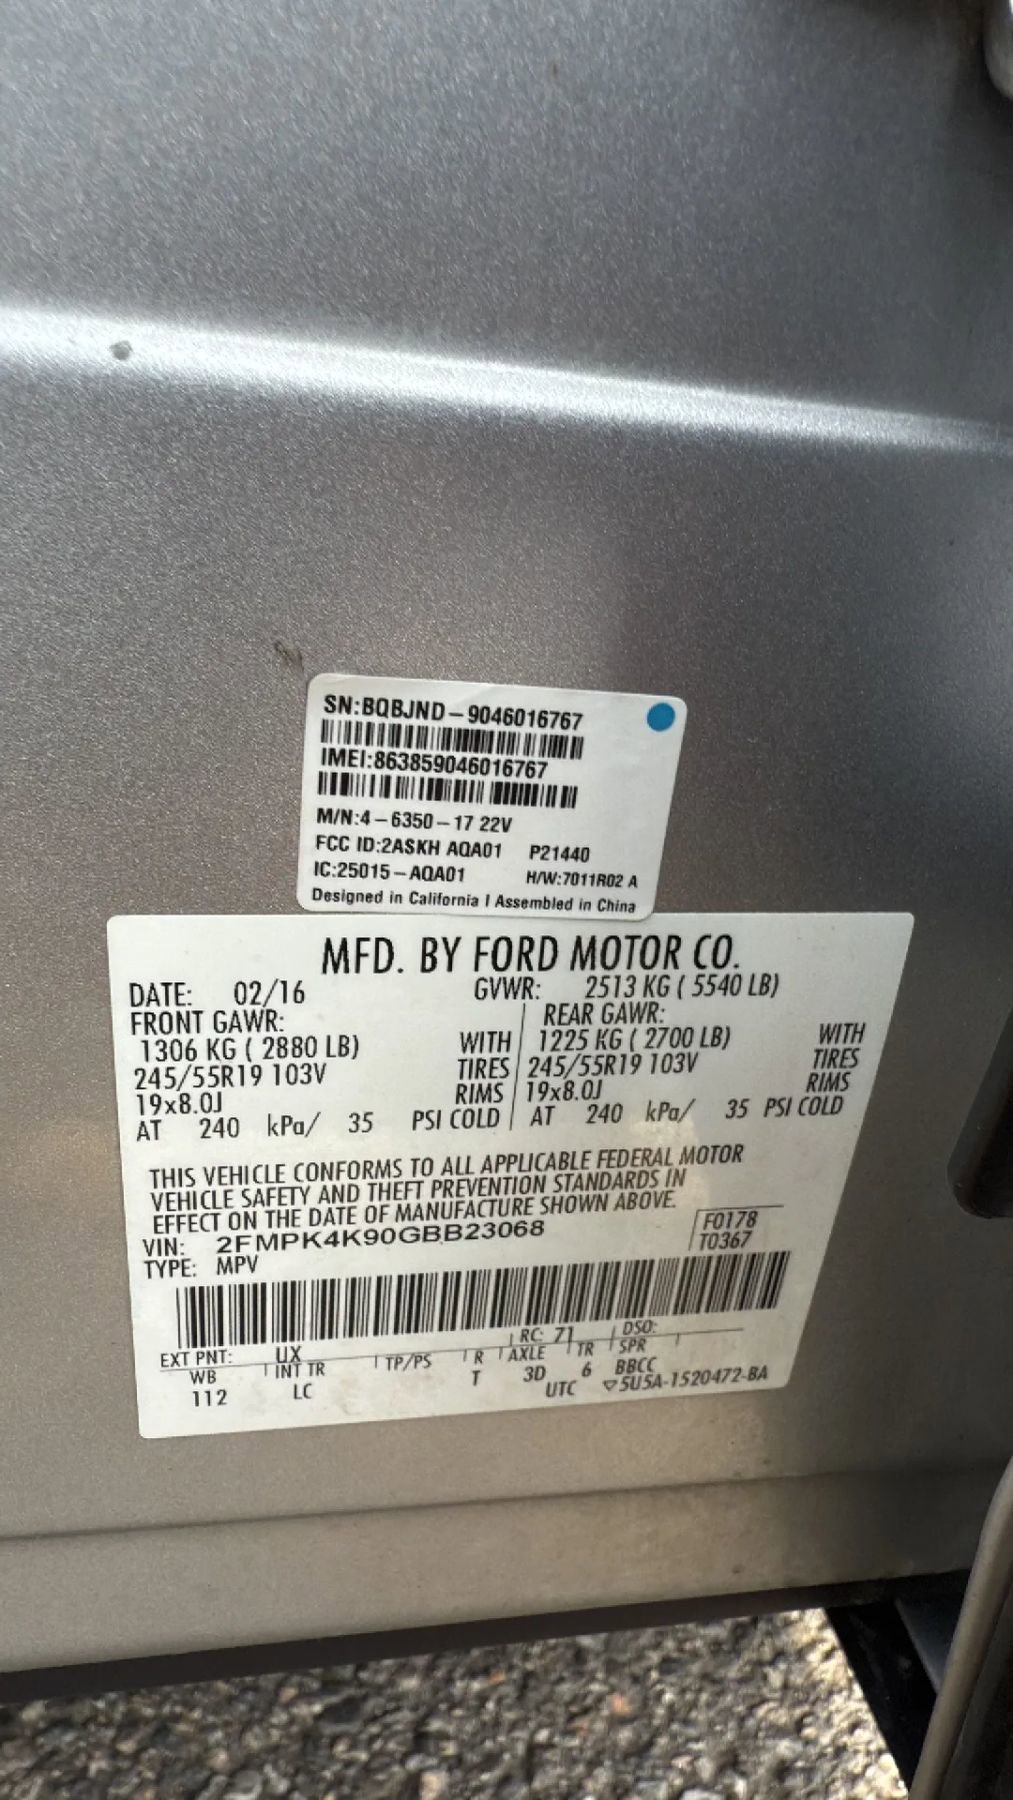 SN:BQBJND-9046016767
IMEI:863859046016767
M/N:4-6350-17 22V
FCC ID:2ASKH AQA01 P21440
IC:25015-AQA01 H/W:7011R02 A
Designed in California I Assembled in China
MFD. BY FORD MOTOR CO.
DATE: 02/16 GVWR: 2513 KG ( 5540 LB)
FRONT GAWR: REAR GAWR:
1306 KG ( 2880 LB) WITH 1225 KG ( 2700 LB) WITH
245/55R19 103V TIRES 245/55R19 103V TIRES
19x8.0J RIMS 19x8.0J RIMS
AT 240 kPa/ 35 PSI COLD AT 240 kPa/ 35 PSI COLD
THIS VEHICLE CONFORMS TO ALL APPLICABLE FEDERAL MOTOR
VEHICLE SAFETY AND THEFT PREVENTION STANDARDS IN
EFFECT ON THE DATE OF MANUFACTURE SHOWN ABOVE.
VIN: 2FMPK4K90GBB23068 F0178
TYPE: MPV T0367
EXT PNT: UX RC: 71 DSO:
WB INT TR TP/PS R AXLE TR SPR
112 LC T 3D 6 BBCC
UTC ▽5U5A-1520472-BA